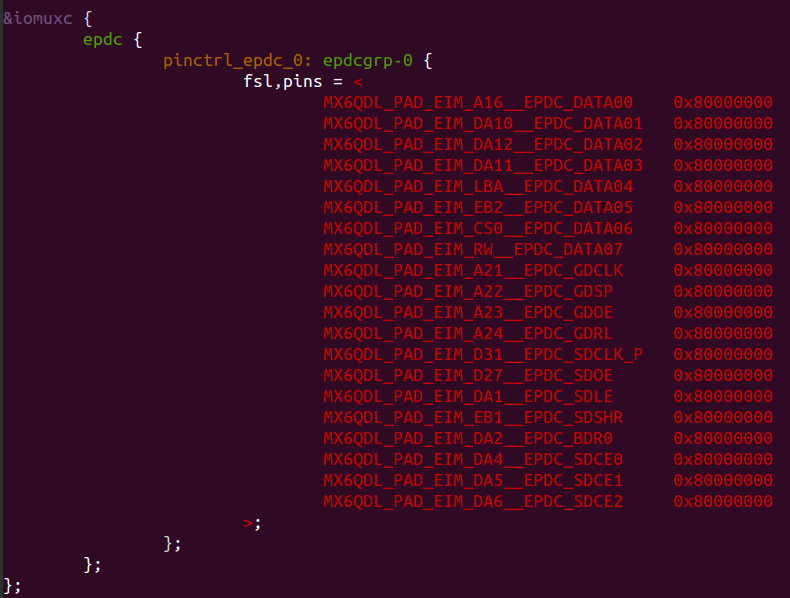 &iomuxc {
epdc {
pinctrl_epdc_0: epdcgrp-0 {
fsl,pins = <
MX6QDL_PAD_EIM_A16__EPDC_DATA00 0x80000000
MX6QDL_PAD_EIM_DA10__EPDC_DATA01 0x80000000
MX6QDL_PAD_EIM_DA12__EPDC_DATA02 0x80000000
MX6QDL_PAD_EIM_DA11__EPDC_DATA03 0x80000000
MX6QDL_PAD_EIM_LBA__EPDC_DATA04 0x80000000
MX6QDL_PAD_EIM_EB2__EPDC_DATA05 0x80000000
MX6QDL_PAD_EIM_CS0__EPDC_DATA06 0x80000000
MX6QDL_PAD_EIM_RW__EPDC_DATA07 0x80000000
MX6QDL_PAD_EIM_A21__EPDC_GDCLK 0x80000000
MX6QDL_PAD_EIM_A22__EPDC_GDSP 0x80000000
MX6QDL_PAD_EIM_A23__EPDC_GDOE 0x80000000
MX6QDL_PAD_EIM_A24__EPDC_GDRL 0x80000000
MX6QDL_PAD_EIM_D31__EPDC_SDCLK_P 0x80000000
MX6QDL_PAD_EIM_D27__EPDC_SDOE 0x80000000
MX6QDL_PAD_EIM_DA1__EPDC_SDLE 0x80000000
MX6QDL_PAD_EIM_EB1__EPDC_SDSHR 0x80000000
MX6QDL_PAD_EIM_DA2__EPDC_BDR0 0x80000000
MX6QDL_PAD_EIM_DA4__EPDC_SDCE0 0x80000000
MX6QDL_PAD_EIM_DA5__EPDC_SDCE1 0x80000000
MX6QDL_PAD_EIM_DA6__EPDC_SDCE2 0x80000000
>;
};
};
};